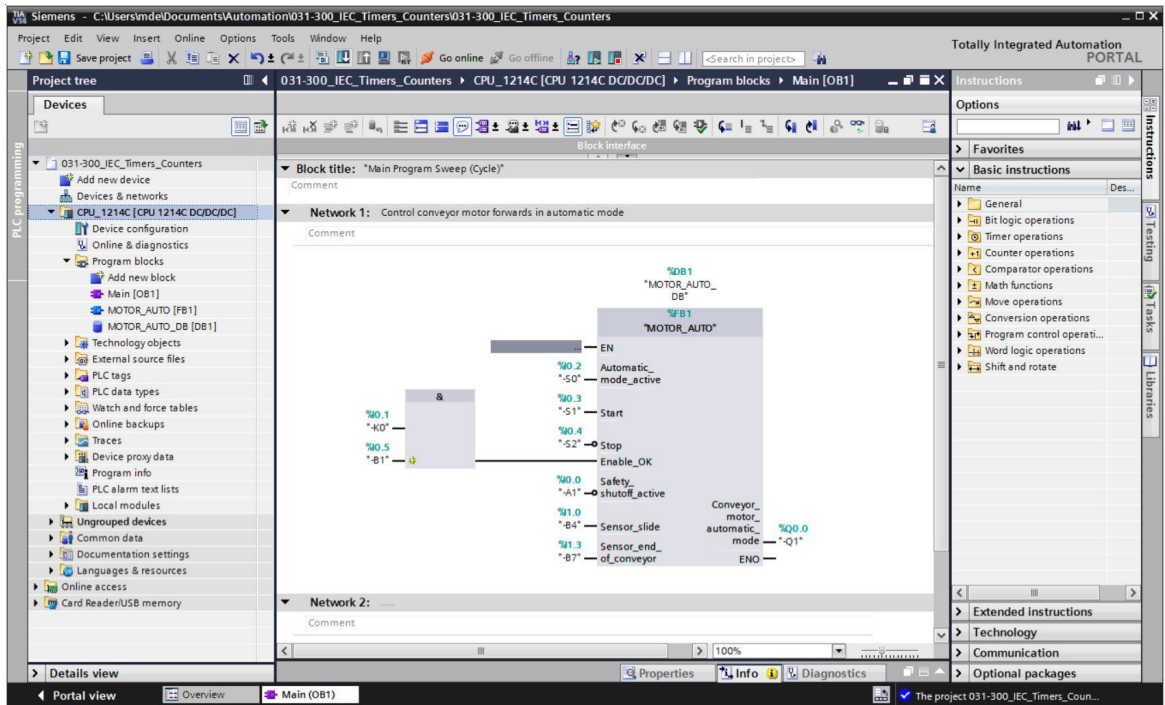 TIA V14 Siemens - C:\Users\mde\Documents\Automation\031-300_IEC_Timers_Counters\031-300_IEC_Timers_Counters
Project Edit View Insert Online Options Tools Window Help
Totally Integrated Automation
PORTAL
Save project
Go online
Go offline
<Search in project>
Project tree
031-300_IEC_Timers_Counters ▸ CPU_1214C [CPU 1214C DC/DC/DC] ▸ Program blocks ▸ Main [OB1]
Instructions
Devices
Options
PLC programming
Block interface
031-300_IEC_Timers_Counters
Add new device
Devices & networks
CPU_1214C [CPU 1214C DC/DC/DC]
Device configuration
Online & diagnostics
Program blocks
Add new block
Main [OB1]
MOTOR_AUTO [FB1]
MOTOR_AUTO_DB [DB1]
Technology objects
External source files
PLC tags
PLC data types
Watch and force tables
Online backups
Traces
Device proxy data
Program info
PLC alarm text lists
Local modules
Ungrouped devices
Common data
Documentation settings
Languages & resources
Online access
Card Reader/USB memory
Details view
Block title: "Main Program Sweep (Cycle)"
Comment
Network 1: Control conveyor motor forwards in automatic mode
Comment
%DB1
"MOTOR_AUTO_
DB"
%FB1
"MOTOR_AUTO"
... EN
%I0.2
"-S0"
Automatic_
mode_active
&
%I0.1
"-K0"
%I0.5
"-B1"
%I0.3
"-S1" Start
%I0.4
"-S2" Stop
Enable_OK
%I0.0
"-A1"
Safety_
shutoff_active
%I1.0
"-B4" Sensor_slide
%I1.3
"-B7"
Sensor_end_
of_conveyor
Conveyor_
motor_
automatic_
mode
%Q0.0
"-Q1"
ENO
Network 2: .....
Comment
100%
Properties
Info
Diagnostics
Favorites
Basic instructions
Name Des...
General
Bit logic operations
Timer operations
Counter operations
Comparator operations
Math functions
Move operations
Conversion operations
Program control operati...
Word logic operations
Shift and rotate
Extended instructions
Technology
Communication
Optional packages
Instructions
Testing
Tasks
Libraries
Portal view
Overview
Main (OB1)
The project 031-300_IEC_Timers_Coun...